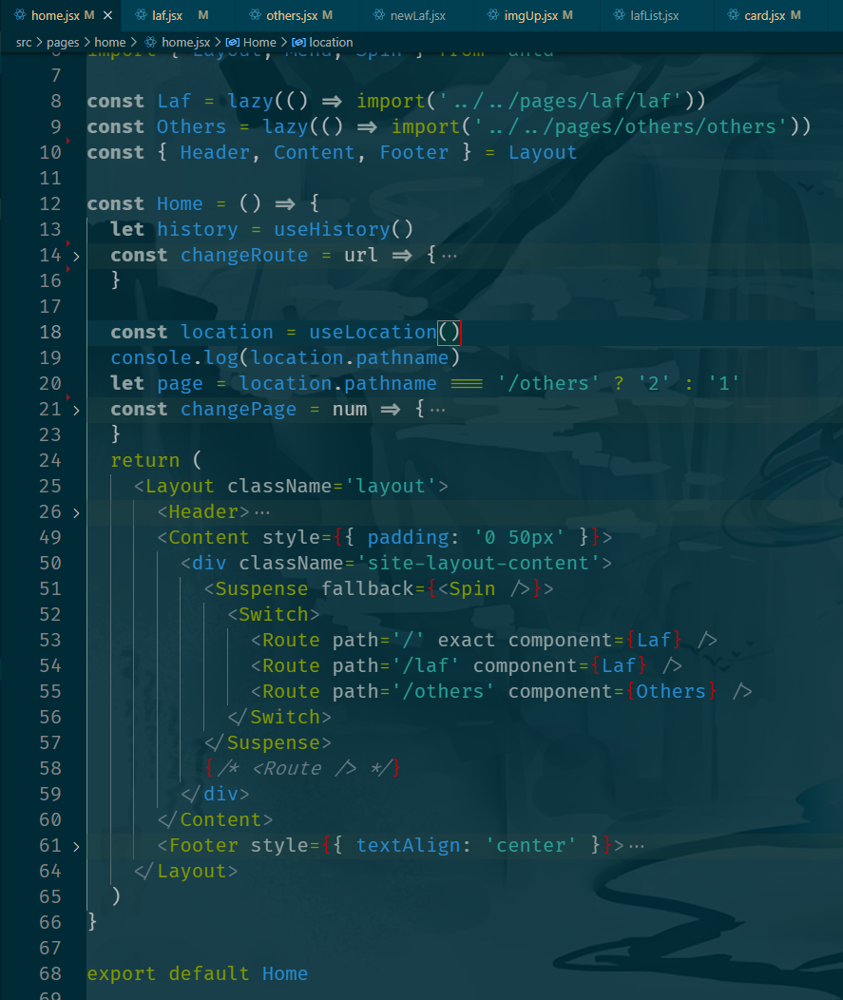 home.jsx M × laf.jsx M others.jsx M newLaf.jsx imgUp.jsx M lafList.jsx card.jsx M
src > pages > home > home.jsx > Home > location
6 import { Layout, Menu, Spin } from 'antd'
7
8 const Laf = lazy(() => import('../../pages/laf/laf'))
9 const Others = lazy(() => import('../../pages/others/others'))
10 const { Header, Content, Footer } = Layout
11
12 const Home = () => {
13 let history = useHistory()
14 const changeRoute = url => {···
16 }
17
18 const location = useLocation()
19 console.log(location.pathname)
20 let page = location.pathname === '/others' ? '2' : '1'
21 const changePage = num => {···
23 }
24 return (
25 <Layout className='layout'>
26 <Header>···
49 <Content style={{ padding: '0 50px' }}>
50 <div className='site-layout-content'>
51 <Suspense fallback={<Spin />}>
52 <Switch>
53 <Route path='/' exact component={Laf} />
54 <Route path='/laf' component={Laf} />
55 <Route path='/others' component={Others} />
56 </Switch>
57 </Suspense>
58 {/* <Route /> */}
59 </div>
60 </Content>
61 <Footer style={{ textAlign: 'center' }}>···
64 </Layout>
65 )
66 }
67
68 export default Home
69